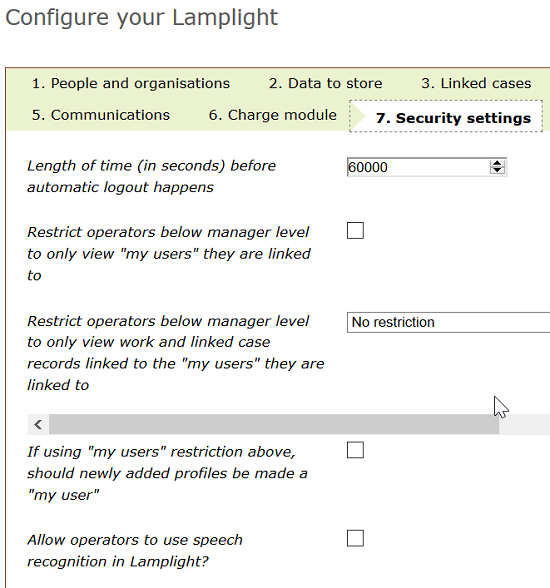 Configure your Lamplight
1. People and organisations 2. Data to store 3. Linked cases
5. Communications 6. Charge module 7. Security settings
Length of time (in seconds) before
automatic logout happens
60000
Restrict operators below manager level
to only view "my users" they are linked
to
Restrict operators below manager level
to only view work and linked case
records linked to the "my users" they are
linked to
No restriction
If using "my users" restriction above,
should newly added profiles be made a
"my user"
Allow operators to use speech
recognition in Lamplight?